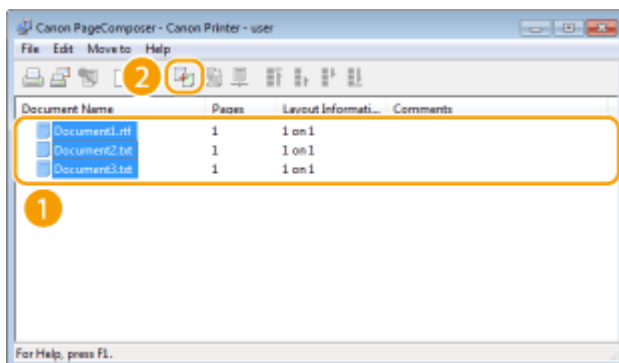 Canon PageComposer - Canon Printer - user
File Edit Move to Help
2
Document Name Pages Layout Informati... Comments
Document1.rtf 1 1 on 1
Document2.txt 1 1 on 1
Document3.txt 1 1 on 1
1
For Help, press F1.